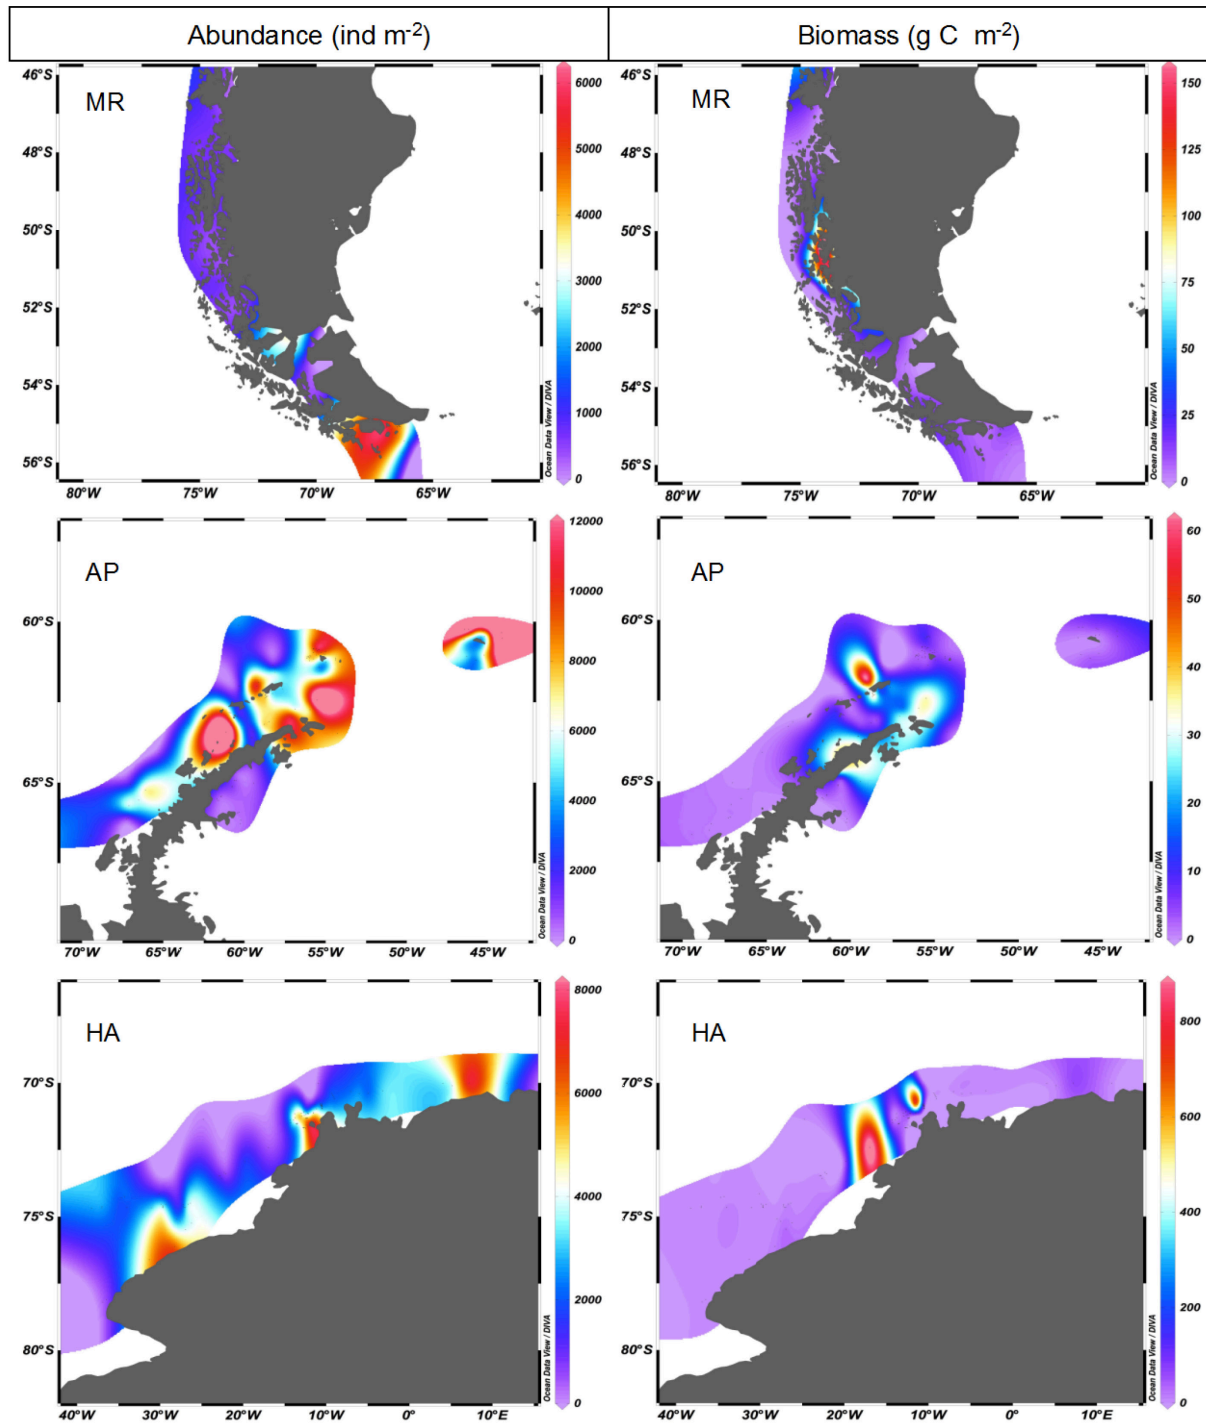 Abundance (ind m-2)
Biomass (g C m-2)
MR
46°S
48°S
50°S
52°S
54°S
56°S
80°W
75°W
70°W
65°W
6000
5000
4000
3000
2000
1000
0
Ocean Data View / DIVA
MR
46°S
48°S
50°S
52°S
54°S
56°S
80°W
75°W
70°W
65°W
150
125
100
75
50
25
0
Ocean Data View / DIVA
AP
60°S
65°S
70°W
65°W
60°W
55°W
50°W
45°W
12000
10000
8000
6000
4000
2000
0
Ocean Data View / DIVA
AP
60°S
65°S
70°W
65°W
60°W
55°W
50°W
45°W
60
50
40
30
20
10
0
Ocean Data View / DIVA
HA
70°S
75°S
80°S
40°W
30°W
20°W
10°W
0°
10°E
8000
6000
4000
2000
0
Ocean Data View / DIVA
HA
70°S
75°S
80°S
40°W
30°W
20°W
10°W
0°
10°E
800
600
400
200
0
Ocean Data View / DIVA